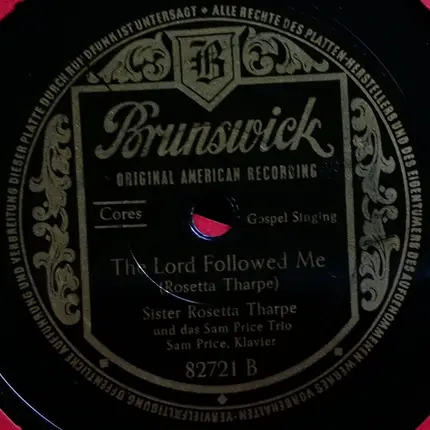 ALLE RECHTE DES PLATTEN-HERSTELLERS UND DES EIGENTUMERS DES AUFGENOMMENEN WERKES VORBEHALTEN · VERVIELFÄLTIGUNG ÖFFENTLICHE AUFFÜHRUNG UND VERBREITUNG DIESER PLATTE DURCH RUNDFUNK IST UNTERSAGT
B
Brunswick
ORIGINAL AMERICAN RECORDING
Cores
Gospel Singing
The Lord Followed Me
(Rosetta Tharpe)
Sister Rosetta Tharpe
und das Sam Price Trio
Sam Price, Klavier
82721 B